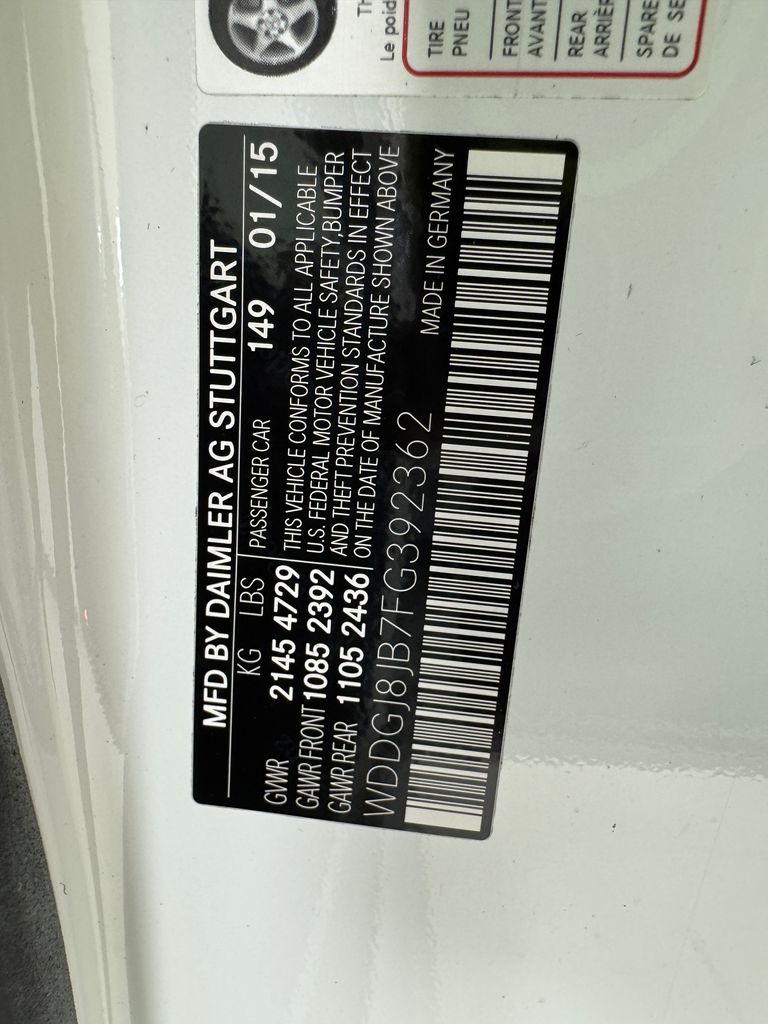 MFD BY DAIMLER AG STUTTGART
KG LBS PASSENGER CAR 149 01/15
GVWR 2145 4729
GAWR FRONT 1085 2392
GAWR REAR 1105 2436
THIS VEHICLE CONFORMS TO ALL APPLICABLE
U.S. FEDERAL MOTOR VEHICLE SAFETY,BUMPER
AND THEFT PREVENTION STANDARDS IN EFFECT
ON THE DATE OF MANUFACTURE SHOWN ABOVE
WDDGJ8JB7FG392362 MADE IN GERMANY
Le poid
TIRE
PNEU
FRONT
AVANT
REAR
ARRIÈR
SPARE
DE SE